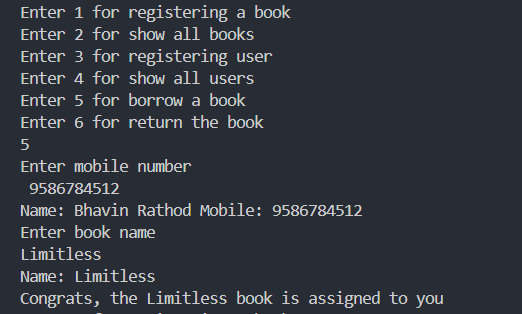 Enter 1 for registering a book
Enter 2 for show all books
Enter 3 for registering user
Enter 4 for show all users
Enter 5 for borrow a book
Enter 6 for return the book
5
Enter mobile number
9586784512
Name: Bhavin Rathod Mobile: 9586784512
Enter book name
Limitless
Name: Limitless
Congrats, the Limitless book is assigned to you